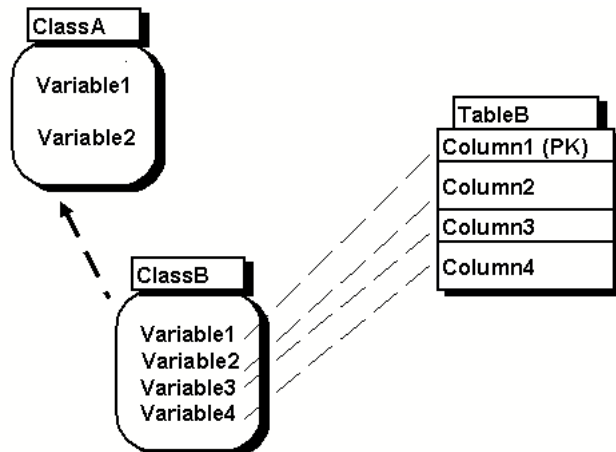 ClassA
Variable1
Variable2
TableB
Column1 (PK)
Column2
Column3
Column4
ClassB
Variable1
Variable2
Variable3
Variable4